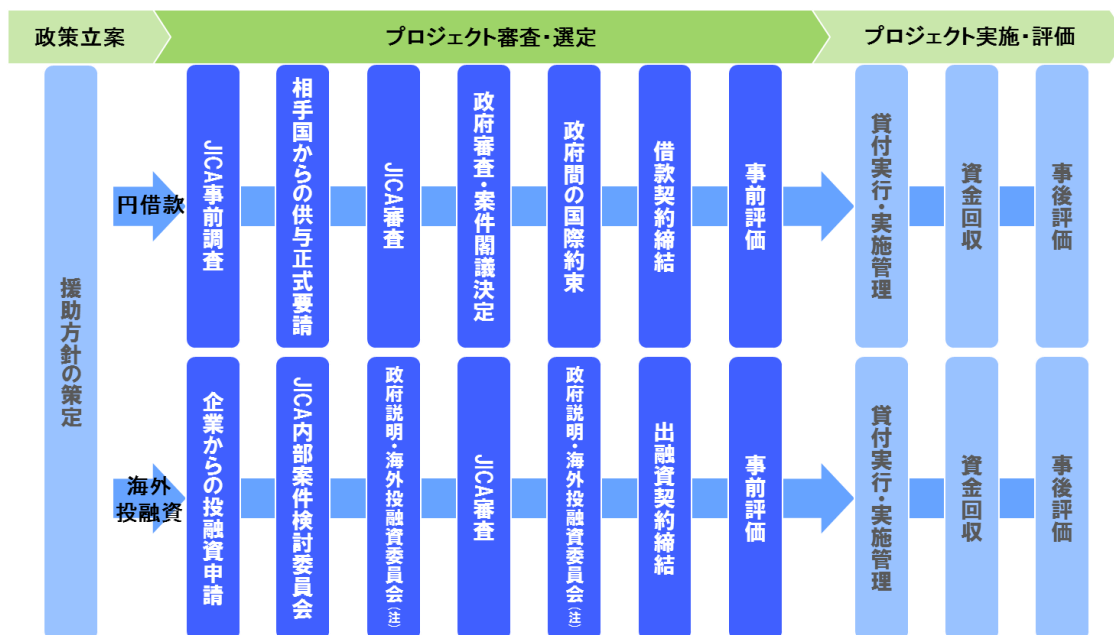 政策立案
プロジェクト審査・選定
プロジェクト実施・評価
援助方針の策定
円借款
JICA事前調査
相手国からの供与正式要請
JICA審査
政府審査・案件閣議決定
政府間の国際約束
借款契約締結
事前評価
貸付実行・実施管理
資金回収
事後評価
海外
投融資
企業からの投融資申請
JICA内部案件検討委員会
政府説明・海外投融資委員会(注)
JICA審査
政府説明・海外投融資委員会(注)
出融資契約締結
事前評価
貸付実行・実施管理
資金回収
事後評価